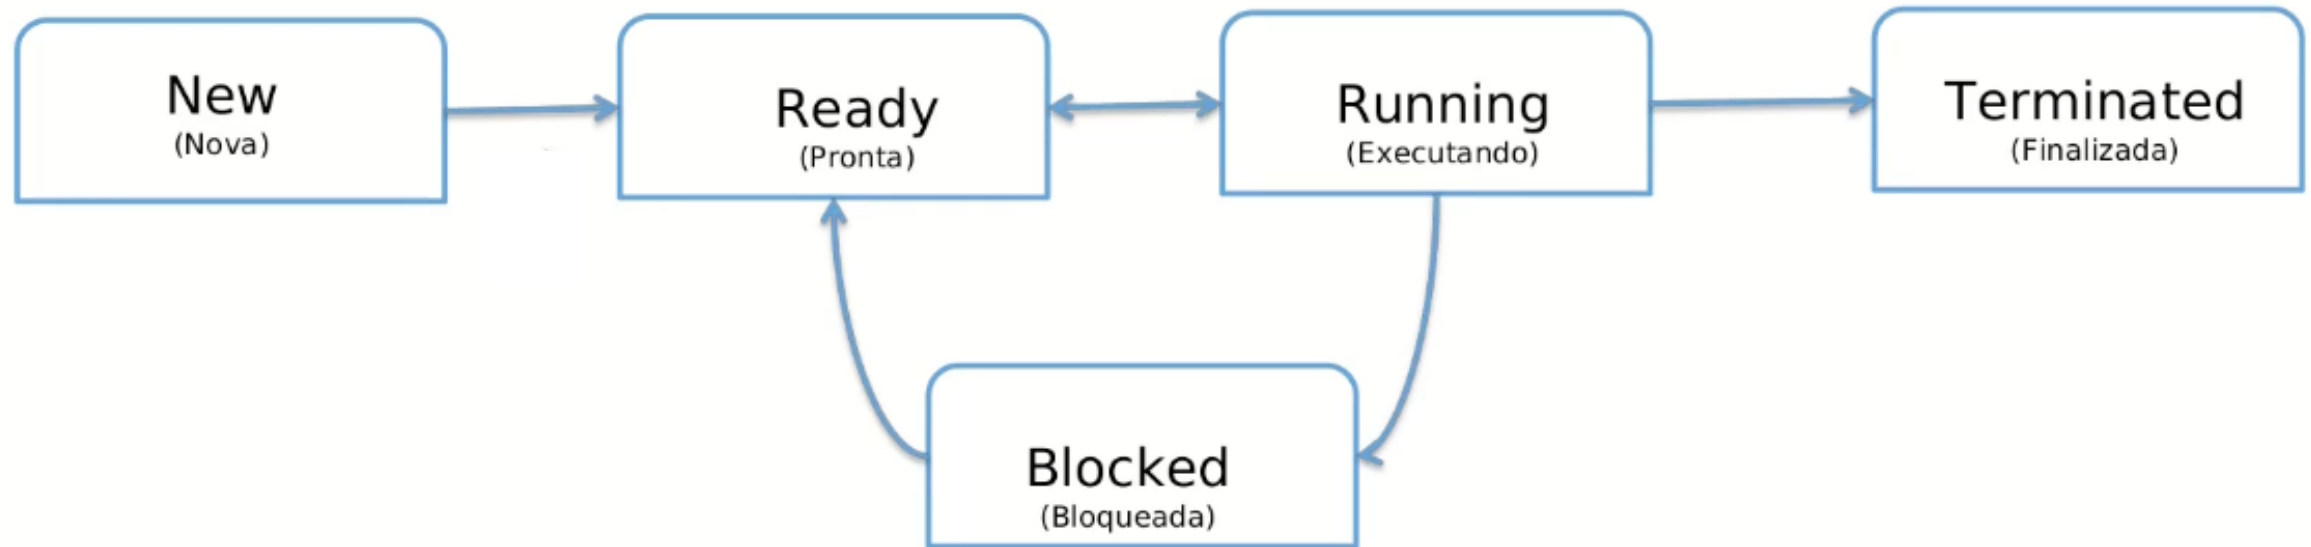 New
(Nova)
Ready
(Pronta)
Running
(Executando)
Terminated
(Finalizada)
Blocked
(Bloqueada)